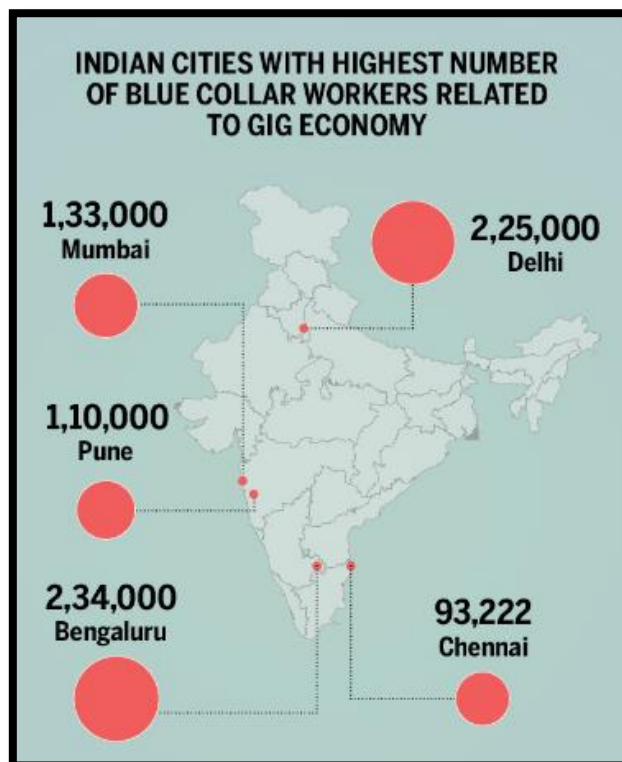 INDIAN CITIES WITH HIGHEST NUMBER
OF BLUE COLLAR WORKERS RELATED
TO GIG ECONOMY
1,33,000
Mumbai
2,25,000
Delhi
1,10,000
Pune
2,34,000
Bengaluru
93,222
Chennai